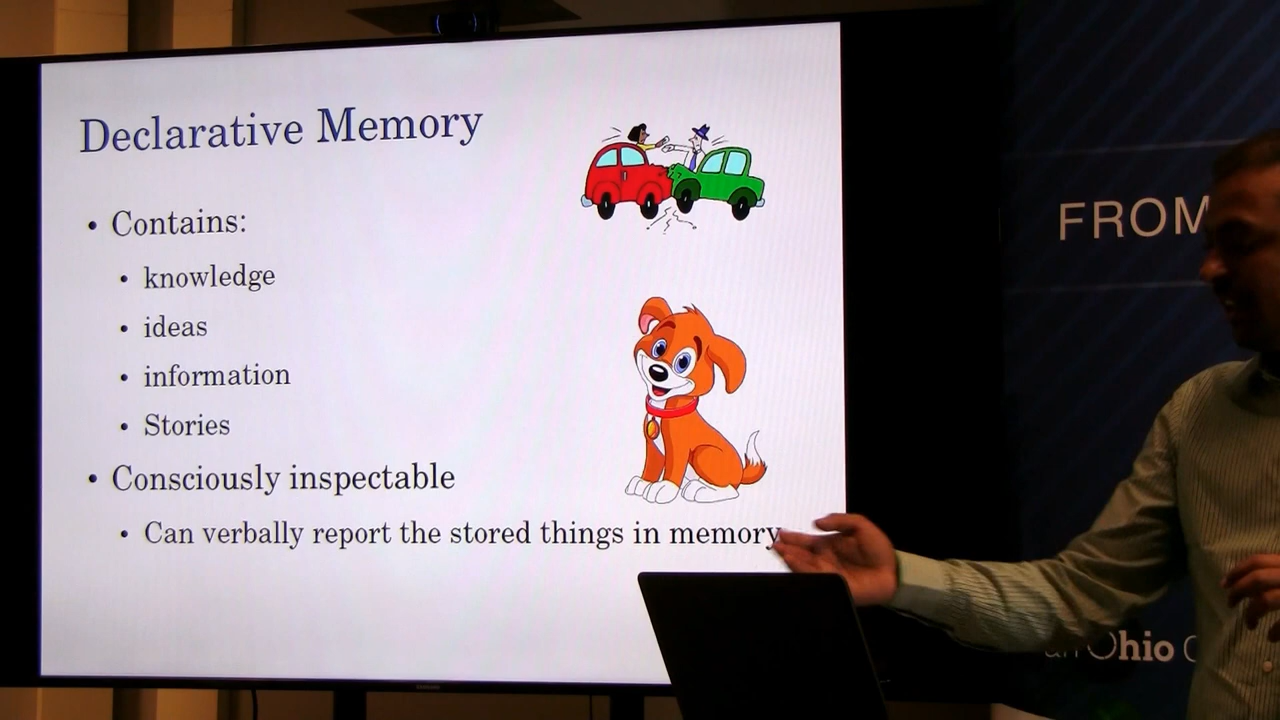 Declarative Memory
• Contains:
• knowledge
• ideas
• information
• Stories
• Consciously inspectable
• Can verbally report the stored things in memory
FROM
an Ohio